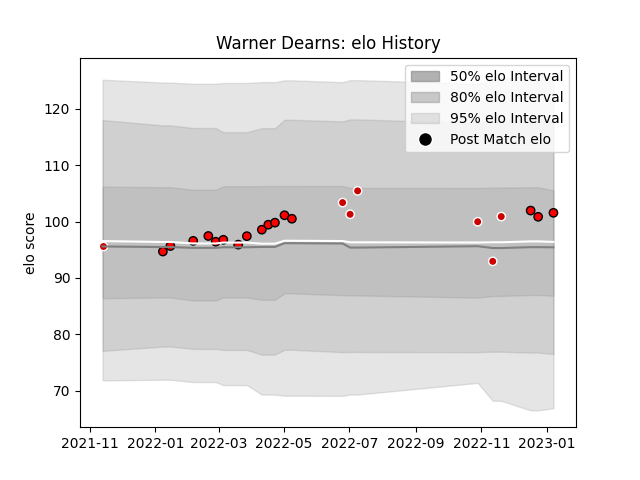 Warner Dearns: elo History
50% elo Interval
80% elo Interval
95% elo Interval
Post Match elo
elo score
120
110
100
90
80
70
2021-11 2022-01 2022-03 2022-05 2022-07 2022-09 2022-11 2023-01